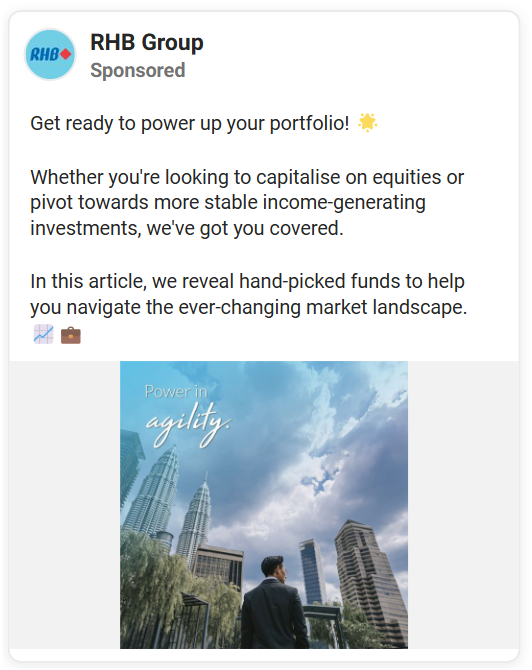 RHB
RHB Group
Sponsored
Get ready to power up your portfolio! 🌟
Whether you're looking to capitalise on equities or
pivot towards more stable income-generating
investments, we've got you covered.
In this article, we reveal hand-picked funds to help
you navigate the ever-changing market landscape.
📈 💼
Power in
agility.